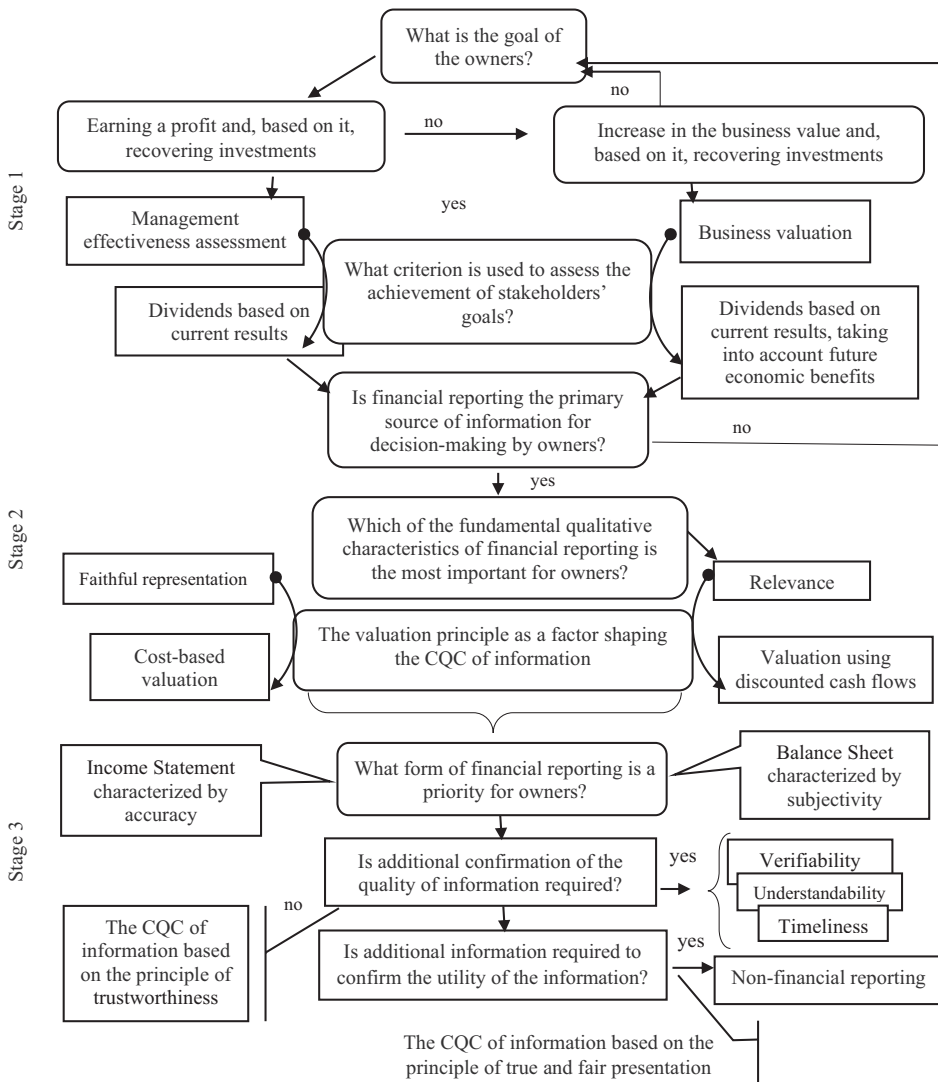 What is the goal of
the owners?
no
Earning a profit and, based on it,
recovering investments
no
Increase in the business value and,
based on it, recovering investments
Stage 1
yes
Management
effectiveness assessment
Business valuation
What criterion is used to assess the
achievement of stakeholders’
goals?
Dividends based on
current results
Dividends based on
current results, taking
into account future
economic benefits
Is financial reporting the primary
source of information for
decision-making by owners?
no
yes
Stage 2
Which of the fundamental qualitative
characteristics of financial reporting is
the most important for owners?
Faithful representation
Relevance
The valuation principle as a factor shaping
the CQC of information
Cost-based
valuation
Valuation using
discounted cash flows
Stage 3
Income Statement
characterized by
accuracy
What form of financial reporting is a
priority for owners?
Balance Sheet
characterized by
subjectivity
Is additional confirmation of the
quality of information required?
yes
Verifiability
Understandability
Timeliness
no
The CQC of
information based
on the principle of
trustworthiness
Is additional information required to
confirm the utility of the information?
yes
Non-financial reporting
The CQC of information based on the
principle of true and fair presentation